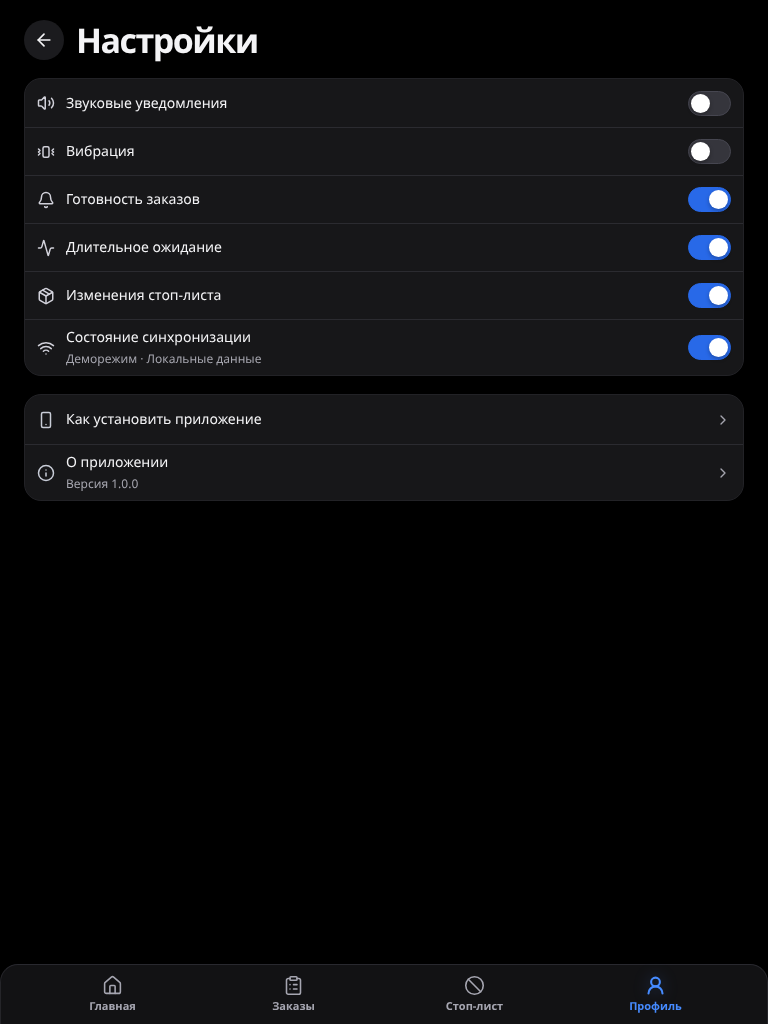 Настройки
Звуковые уведомления
Вибрация
Готовность заказов
Длительное ожидание
Изменения стоп-листа
Состояние синхронизации
Деморежим · Локальные данные
Как установить приложение
О приложении
Версия 1.0.0
Главная
Заказы
Стоп-лист
Профиль